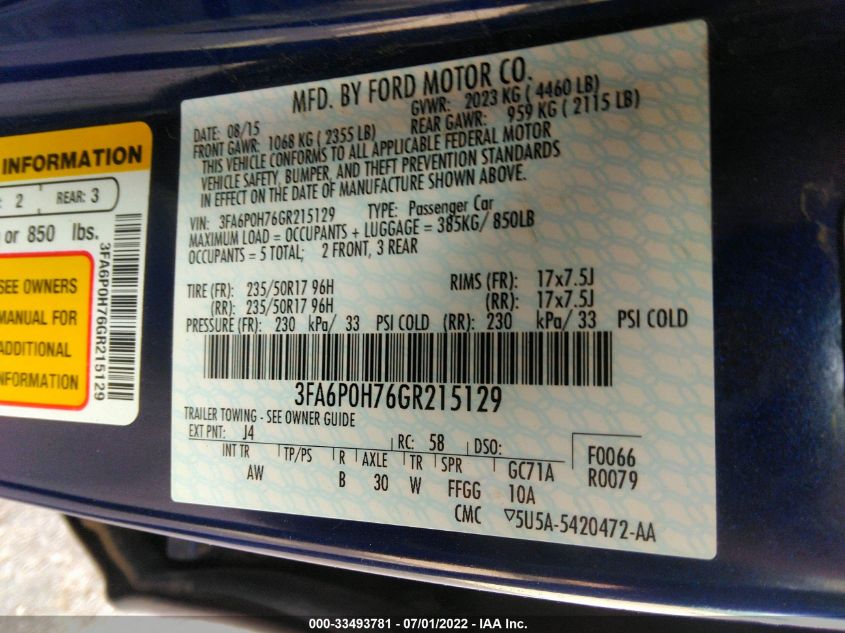 INFORMATION
: 2 REAR: 3
or 850 lbs.
SEE OWNERS
MANUAL FOR
ADDITIONAL
INFORMATION
3FA6P0H76GR215129
MFD. BY FORD MOTOR CO.
DATE: 08/15 GVWR: 2023 KG ( 4460 LB)
FRONT GAWR: 1068 KG ( 2355 LB) REAR GAWR: 959 KG ( 2115 LB)
THIS VEHICLE CONFORMS TO ALL APPLICABLE FEDERAL MOTOR
VEHICLE SAFETY, BUMPER, AND THEFT PREVENTION STANDARDS
IN EFFECT ON THE DATE OF MANUFACTURE SHOWN ABOVE.
VIN: 3FA6P0H76GR215129 TYPE: Passenger Car
MAXIMUM LOAD = OCCUPANTS + LUGGAGE = 385KG/ 850LB
OCCUPANTS = 5 TOTAL; 2 FRONT, 3 REAR
TIRE (FR): 235/50R17 96H RIMS (FR): 17x7.5J
(RR): 235/50R17 96H (RR): 17x7.5J
PRESSURE (FR): 230 kPa/ 33 PSI COLD (RR): 230 kPa/ 33 PSI COLD
3FA6P0H76GR215129
TRAILER TOWING - SEE OWNER GUIDE
EXT PNT: J4 RC: 58 DSO: F0066
INT TR TP/PS R AXLE TR SPR GC71A R0079
AW B 30 W FFGG 10A
CMC ▽5U5A-5420472-AA
000-33493781 - 07/01/2022 - IAA Inc.